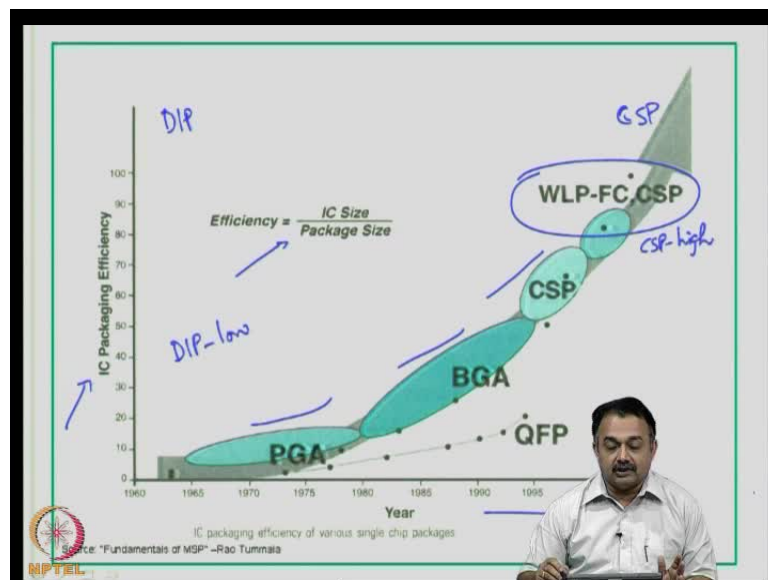 DIP
CSP
100
90
80
70
60
50
40
30
20
10
0
IC Packaging Efficiency
Efficiency = IC Size
Package Size
WLP-FC,CSP
CSP-high
CSP
DIP-low
BGA
PGA
QFP
1960
1965
1970
1975
1980
1985
1990
1995
Year
IC packaging efficiency of various single chip packages
Source: "Fundamentals of MSP" -Rao Tummala
NPTEL